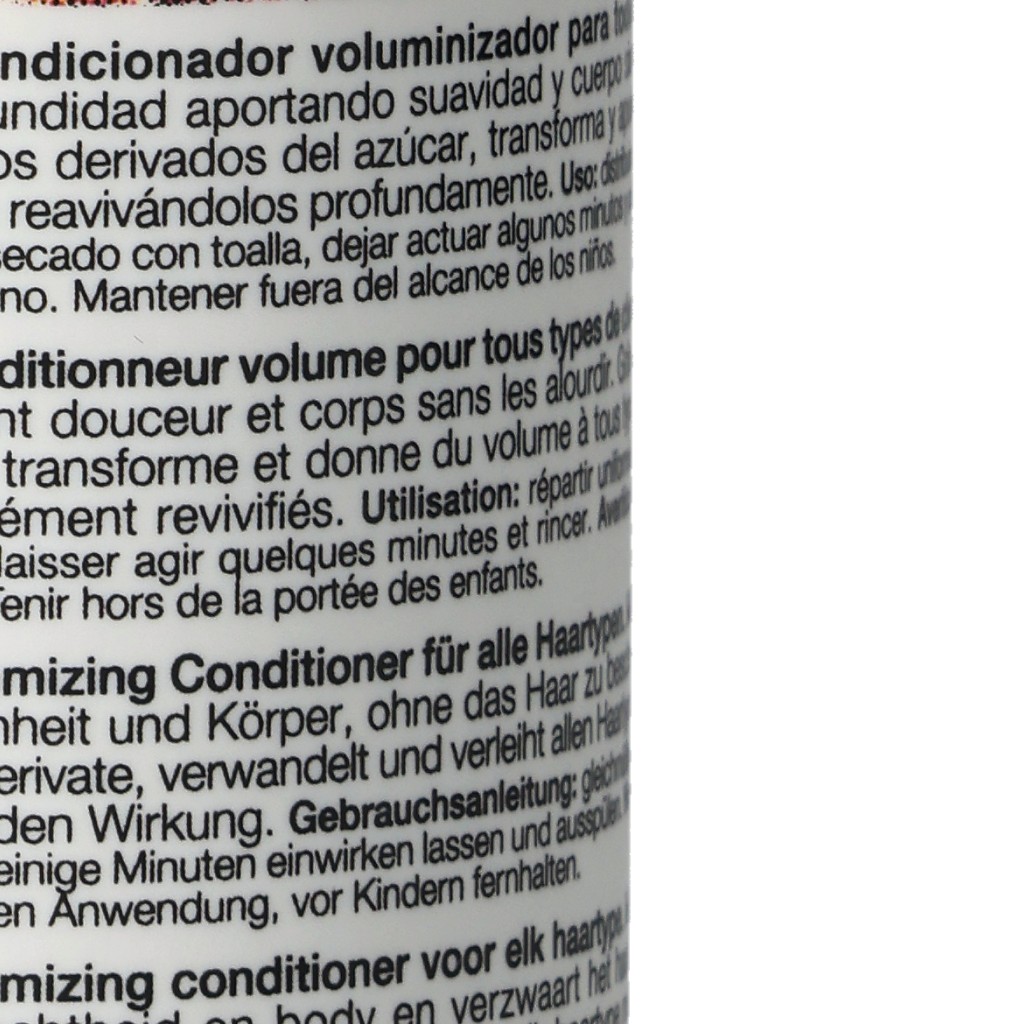 ndicionador voluminizador para
undidad aportando suavidad y cuerpo
os derivados del azúcar, transforma y
reavivándolos profundamente. Uso:
secado con toalla, dejar actuar algunos minutos
no. Mantener fuera del alcance de los niños.
ditionneur volume pour tous types de
nt douceur et corps sans les alourdir.
transforme et donne du volume à tous
ément revivifiés. Utilisation: répartir
laisser agir quelques minutes et rincer.
enir hors de la portée des enfants.
mizing Conditioner für alle Haartypen.
nheit und Körper, ohne das Haar zu
erivate, verwandelt und verleiht allen
den Wirkung. Gebrauchsanleitung:
einige Minuten einwirken lassen und ausspülen.
en Anwendung, vor Kindern fernhalten.
mizing conditioner voor elk haartype.
en body en verzwaart het